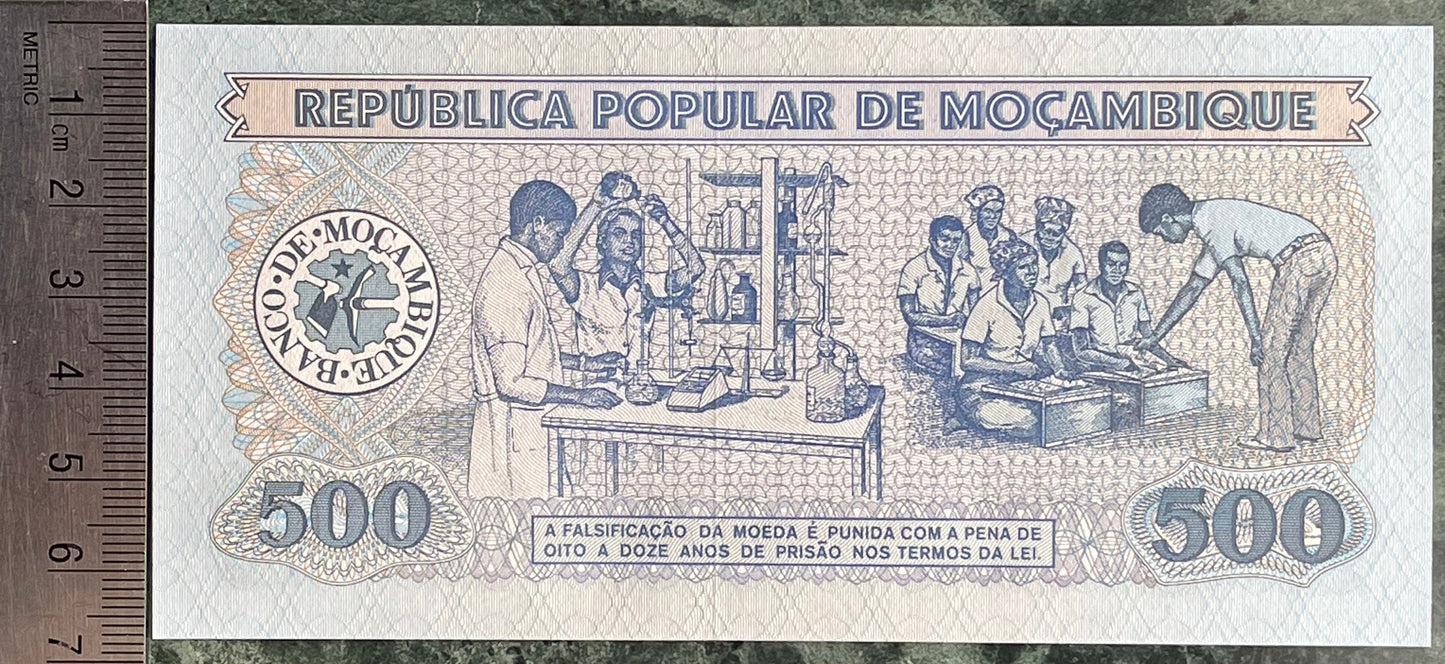 METRIC
1 cm
2
3
4
5
6
7
REPÚBLICA POPULAR DE MOÇAMBIQUE
BANCO • DE • MOÇAMBIQUE •
500
500
A FALSIFICAÇÃO DA MOEDA É PUNIDA COM A PENA DE
OITO A DOZE ANOS DE PRISÃO NOS TERMOS DA LEI.